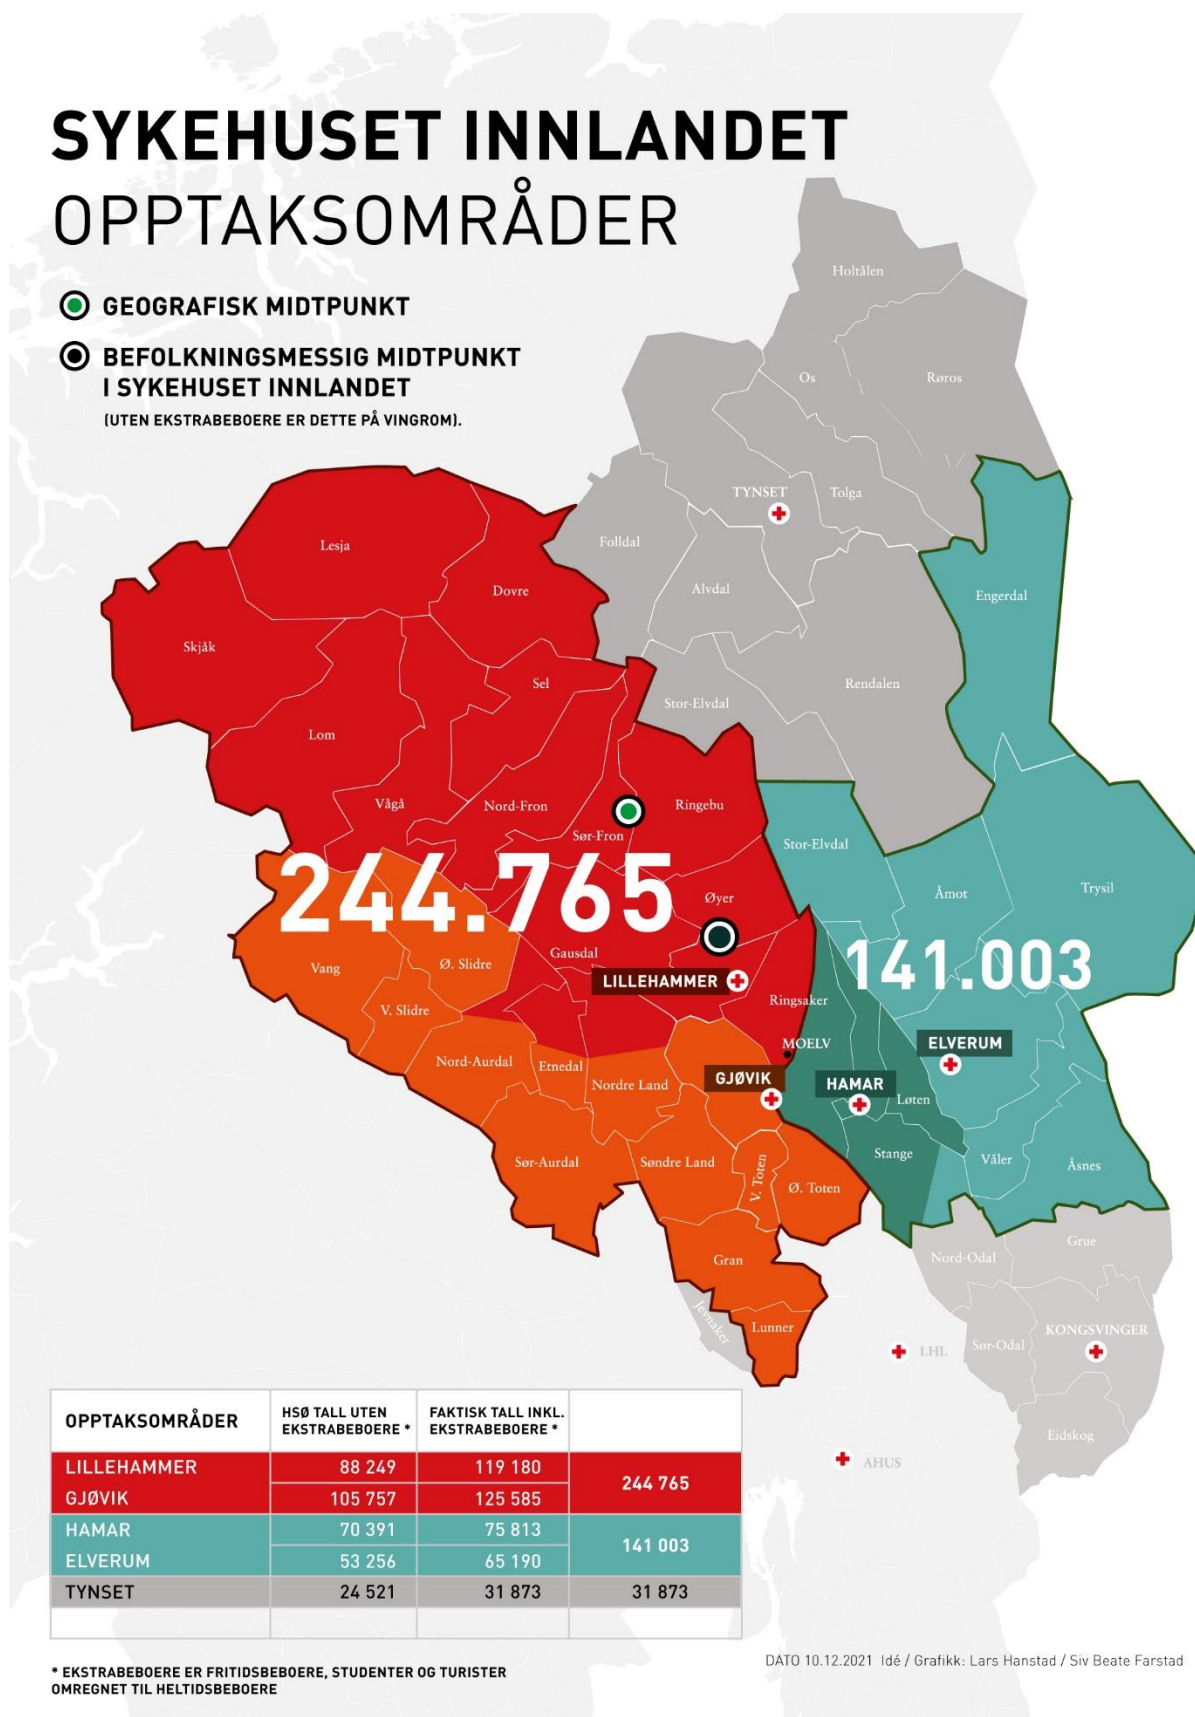 SYKEHUSET INNLANDET
OPPTAKSOMRÅDER
GEOGRAFISK MIDTPUNKT
BEFOLKNINGSMESSIG MIDTPUNKT
I SYKEHUSET INNLANDET
(UTEN EKSTRABEBOERE ER DETTE PÅ VINGROM).
Holtålen
Os
Røros
TYNSET
Tolga
Folldal
Alvdal
Lesja
Dovre
Engerdal
Skjåk
Sel
Rendalen
Stor-Elvdal
Lom
Vågå
Nord-Fron
Ringebu
Sør-Fron
Stor-Elvdal
244.765
Øyer
Åmot
Trysil
Vang
Ø. Slidre
Gausdal
141.003
LILLEHAMMER
Ringsaker
V. Slidre
MOELV
ELVERUM
Nord-Aurdal
Etnedal
Nordre Land
GJØVIK
HAMAR
Løten
Sør-Aurdal
Søndre Land
V. Toten
Ø. Toten
Stange
Våler
Åsnes
Gran
Nord-Odal
Grue
Jevnaker
Lunner
LHL
Sør-Odal
KONGSVINGER
Eidskog
AHUS
OPPTAKSOMRÅDER
HSØ TALL UTEN
EKSTRABEBOERE *
FAKTISK TALL INKL.
EKSTRABEBOERE *
LILLEHAMMER 88 249 119 180
244 765
GJØVIK 105 757 125 585
HAMAR 70 391 75 813
141 003
ELVERUM 53 256 65 190
TYNSET 24 521 31 873 31 873
* EKSTRABEBOERE ER FRITIDSBEBOERE, STUDENTER OG TURISTER
OMREGNET TIL HELTIDSBEBOERE
DATO 10.12.2021 Idé / Grafikk: Lars Hanstad / Siv Beate Farstad